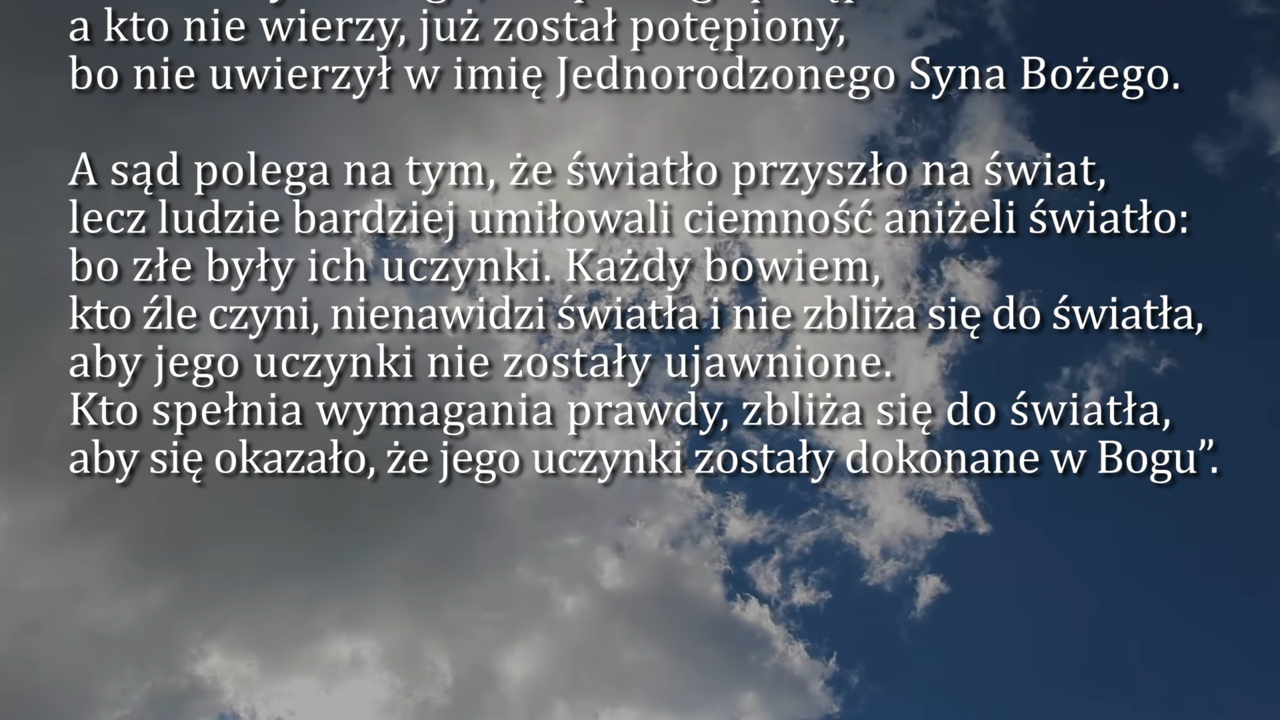 a kto nie wierzy, już został potępiony,
bo nie uwierzył w imię Jednorodzonego Syna Bożego.
A sąd polega na tym, że światło przyszło na świat,
lecz ludzie bardziej umiłowali ciemność aniżeli światło:
bo złe były ich uczynki. Każdy bowiem,
kto źle czyni, nienawidzi światła i nie zbliża się do światła,
aby jego uczynki nie zostały ujawnione.
Kto spełnia wymagania prawdy, zbliża się do światła,
aby się okazało, że jego uczynki zostały dokonane w Bogu”.